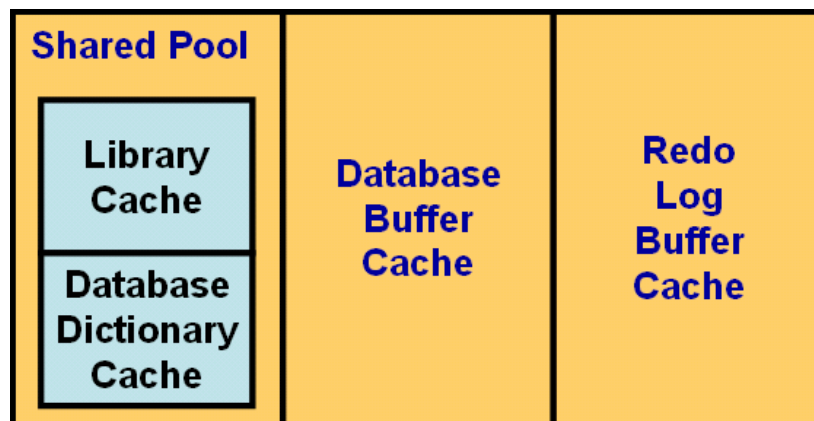 Shared Pool
Library
Cache
Database
Dictionary
Cache
Database
Buffer
Cache
Redo
Log
Buffer
Cache